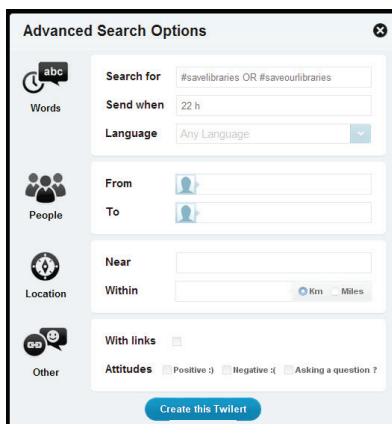 Advanced Search Options
abc
Words
Search for #savelibraries OR #saveourlibraries
Send when 22 h
Language Any Language
People
From
To
Location
Near
Within Km Miles
Other
With links
Attitudes Positive :) Negative :( Asking a question ?
Create this Twilert